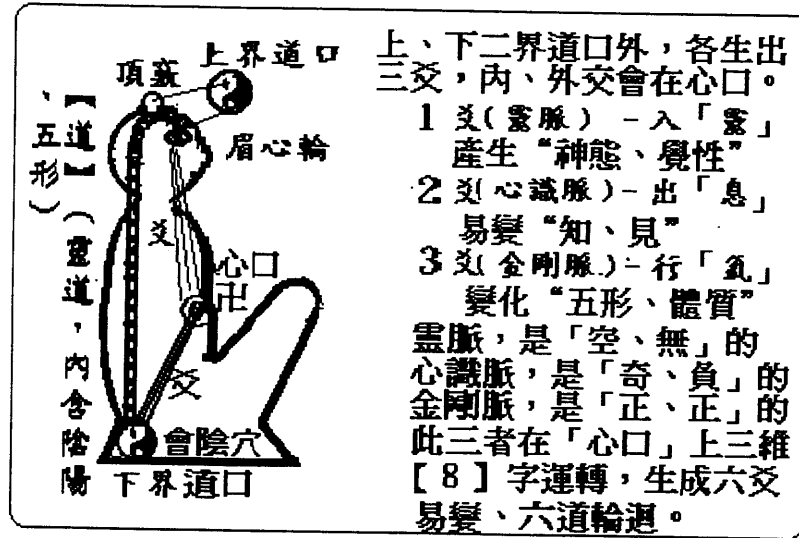 上界道口
頂竅
眉心輪
【道】（靈道，內含陰陽
、五形）
爻
心口
卍
爻
會陰穴
下界道口
上、下二界道口外，各生出
三爻，內、外交會在心口。
1 爻(靈脈) - 入「靈」
產生“神態、覺性”
2 爻(心識脈) - 出「息」
易變“知、見”
3 爻(金剛脈) - 行「氣」
變化“五形、體質”
靈脈，是「空、無」的
心識脈，是「奇、負」的
金剛脈，是「正、正」的
此三者在「心口」上三維
[ 8 ] 字運轉，生成六爻
易變、六道輪迴。